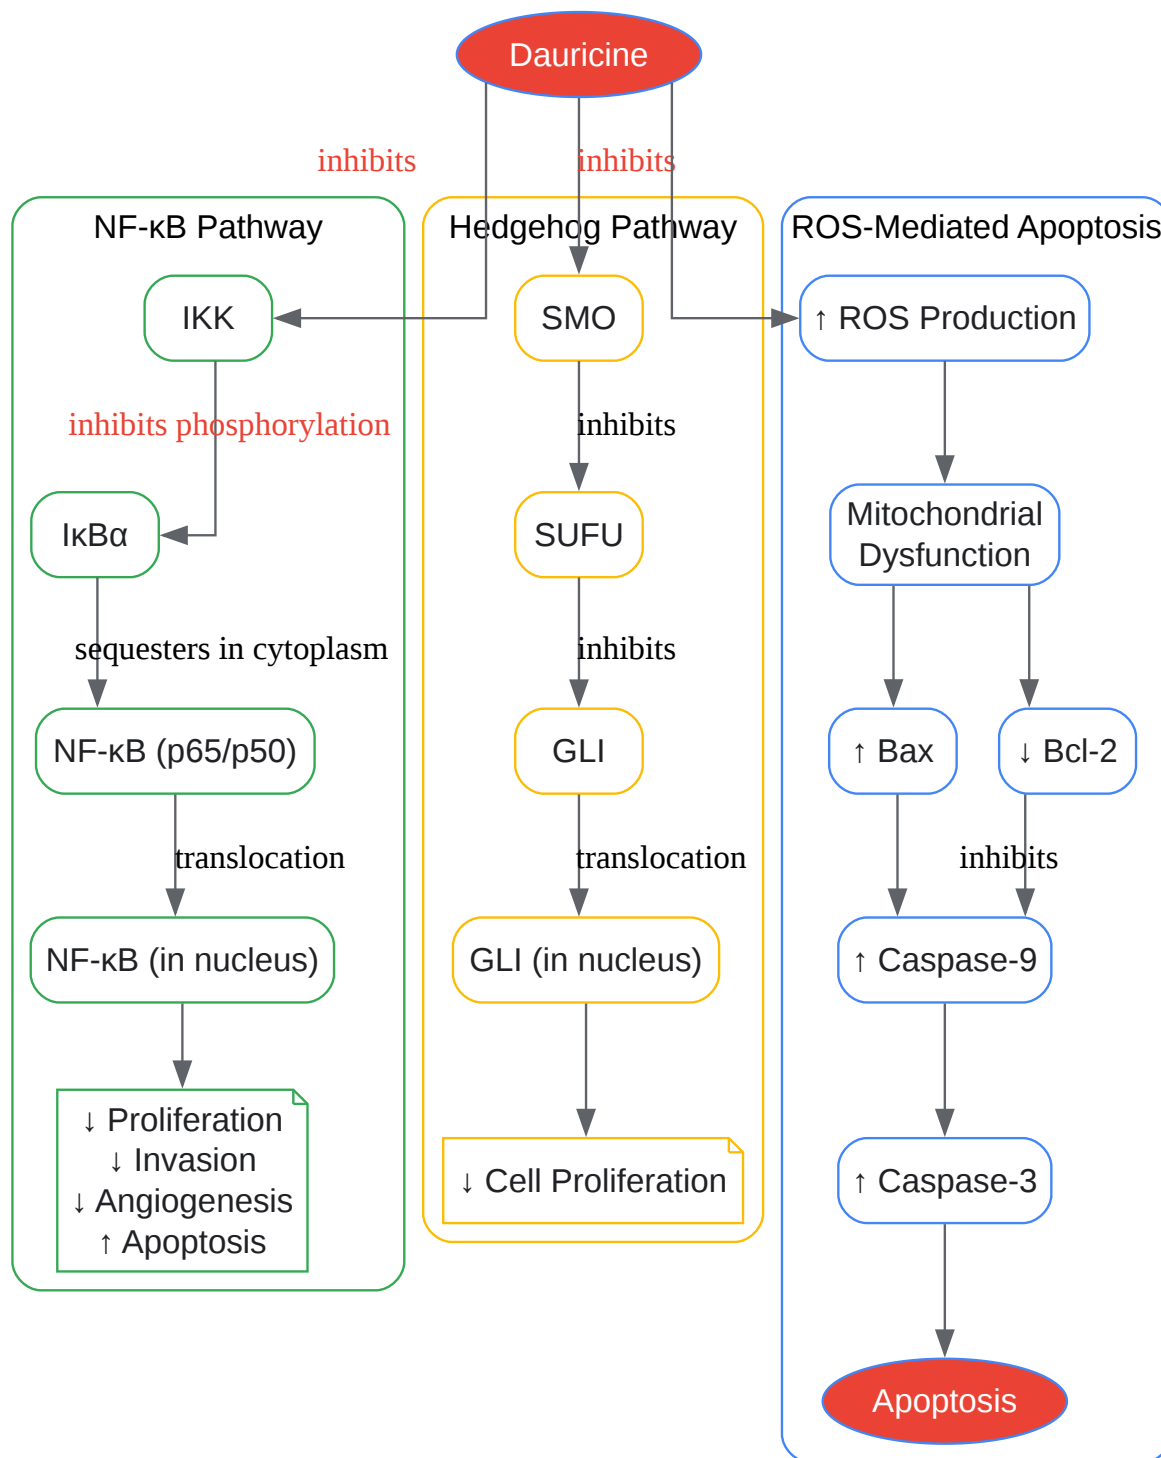 Dauricine
inhibits
inhibits
NF-κB Pathway
IKK
inhibits phosphorylation
IκBα
sequesters in cytoplasm
NF-κB (p65/p50)
translocation
NF-κB (in nucleus)
↓ Proliferation
↓ Invasion
↓ Angiogenesis
↑ Apoptosis
Hedgehog Pathway
SMO
inhibits
SUFU
inhibits
GLI
translocation
GLI (in nucleus)
↓ Cell Proliferation
ROS-Mediated Apoptosis
↑ ROS Production
Mitochondrial
Dysfunction
↑ Bax
↓ Bcl-2
inhibits
↑ Caspase-9
↑ Caspase-3
Apoptosis